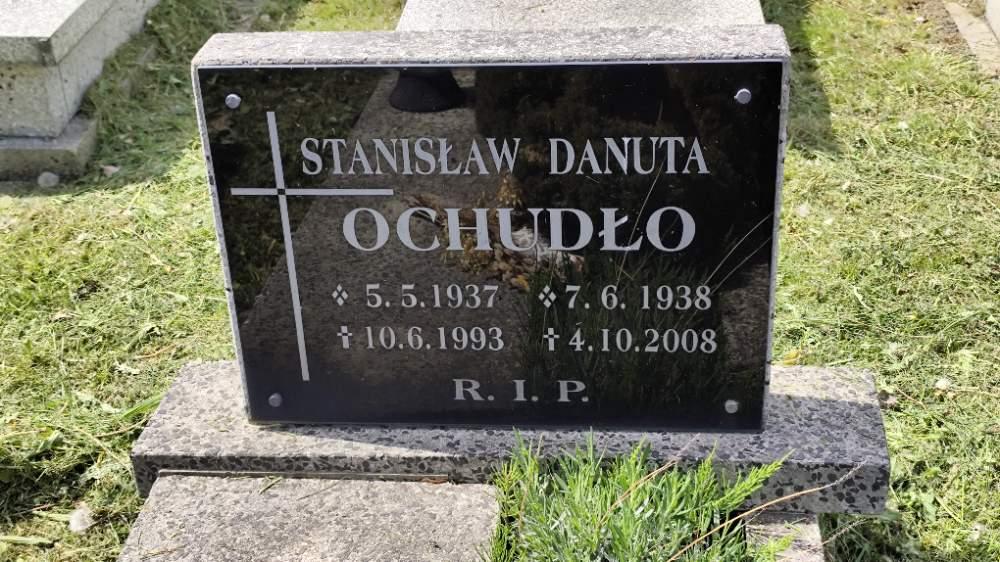 STANISŁAW DANUTA
OCHUDŁO
5.5.1937 7.6.1938
10.6.1993 4.10.2008
R. I. P.